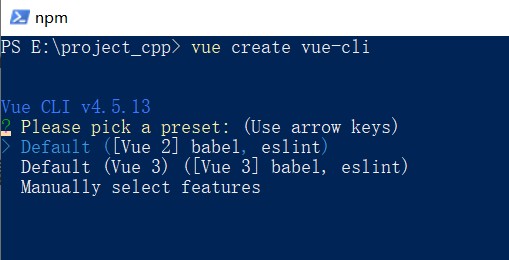 npm
PS E:\project_cpp> vue create vue-cli
Vue CLI v4.5.13
? Please pick a preset: (Use arrow keys)
> Default ([Vue 2] babel, eslint)
Default (Vue 3) ([Vue 3] babel, eslint)
Manually select features